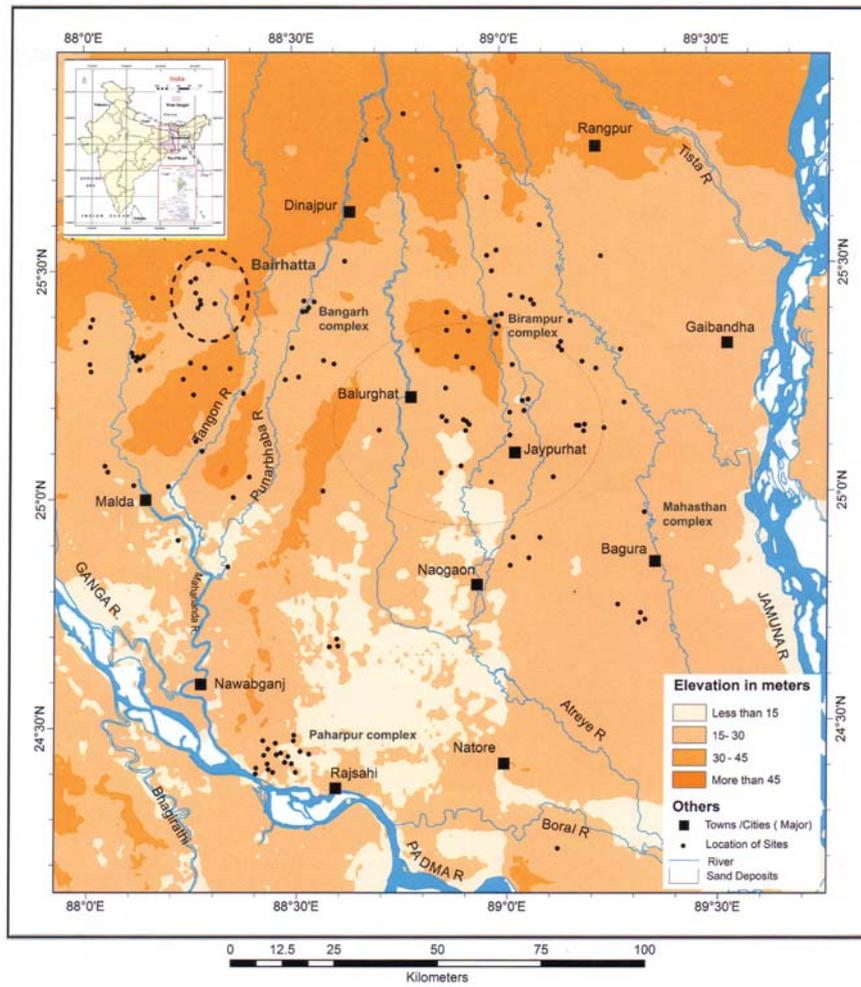 88°0'E
88°30'E
89°0'E
89°30'E
India
Rangpur
Tista R
Dinajpur
25°30'N
25°30'N
Bairhatta
Bangarh
complex
Birampur
complex
Gaibandha
Balurghat
Tangon R
Punarbhaba R
Jaypurhat
25°0'N
25°0'N
Malda
Mahasthan
complex
Bagura
Naogaon
GANGA R.
Mahananda R.
JAMUNA R
Nawabganj
Atreye R
24°30'N
24°30'N
Paharpur complex
Natore
Rajsahi
Bhagirathi
PADMA R
Boral R
Elevation in meters
Less than 15
15- 30
30 - 45
More than 45
Others
Towns /Cities ( Major)
Location of Sites
River
Sand Deposits
88°0'E
88°30'E
89°0'E
89°30'E
0 12.5 25 50 75 100
Kilometers